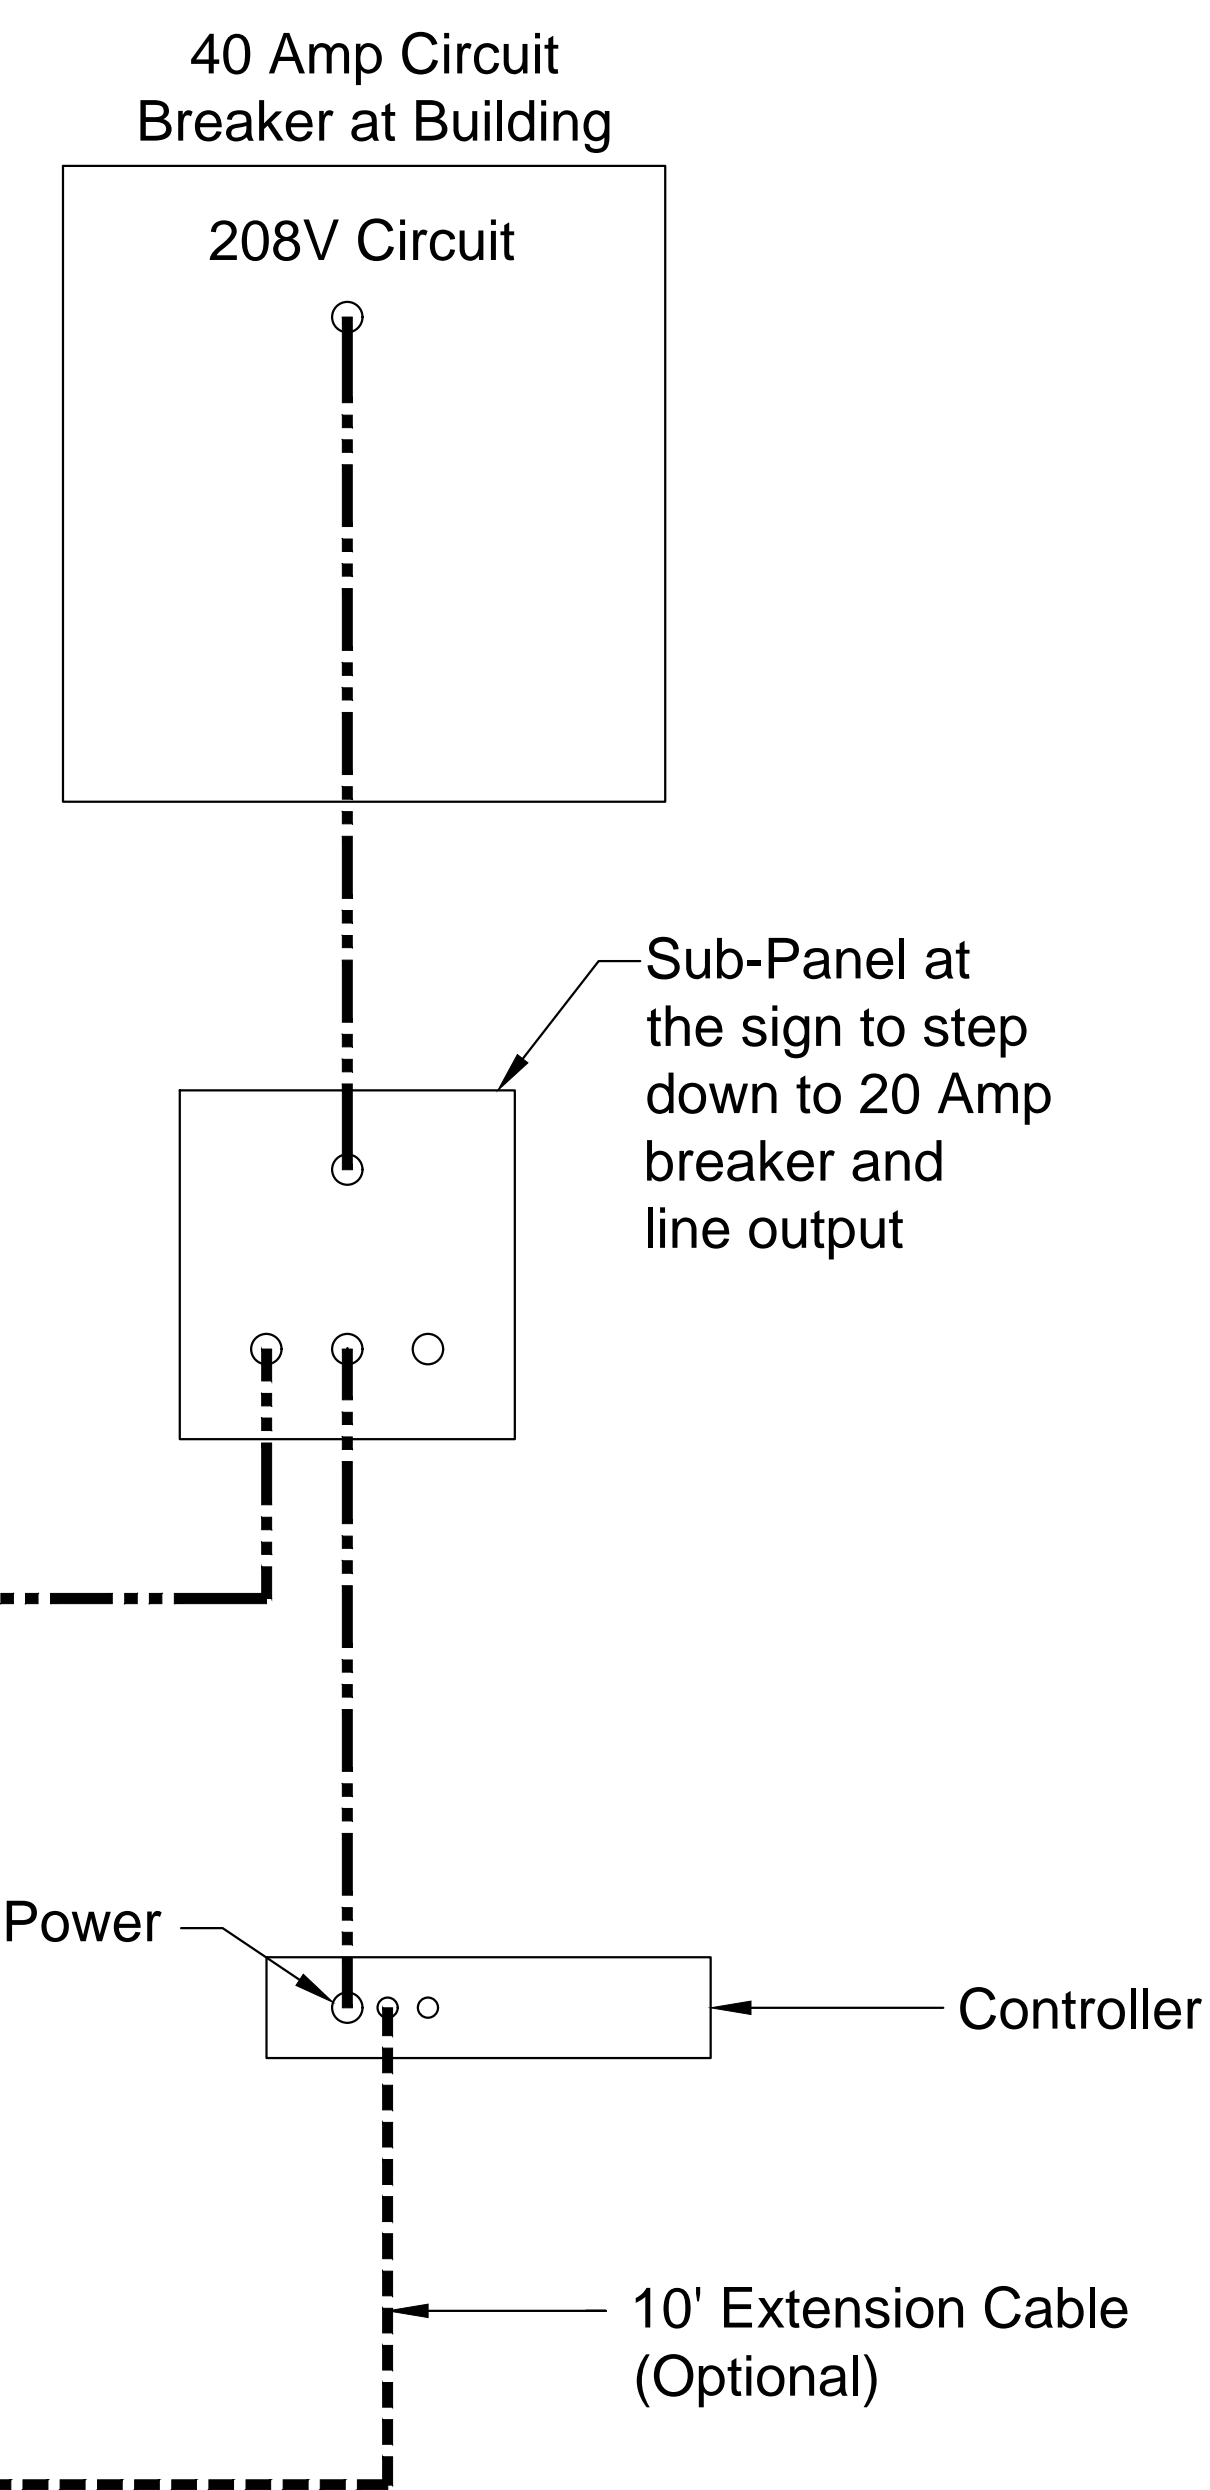 40 Amp Circuit
Breaker at Building
208V Circuit
Sub-Panel at
the sign to step
down to 20 Amp
breaker and
line output
Power
Controller
10' Extension Cable
(Optional)